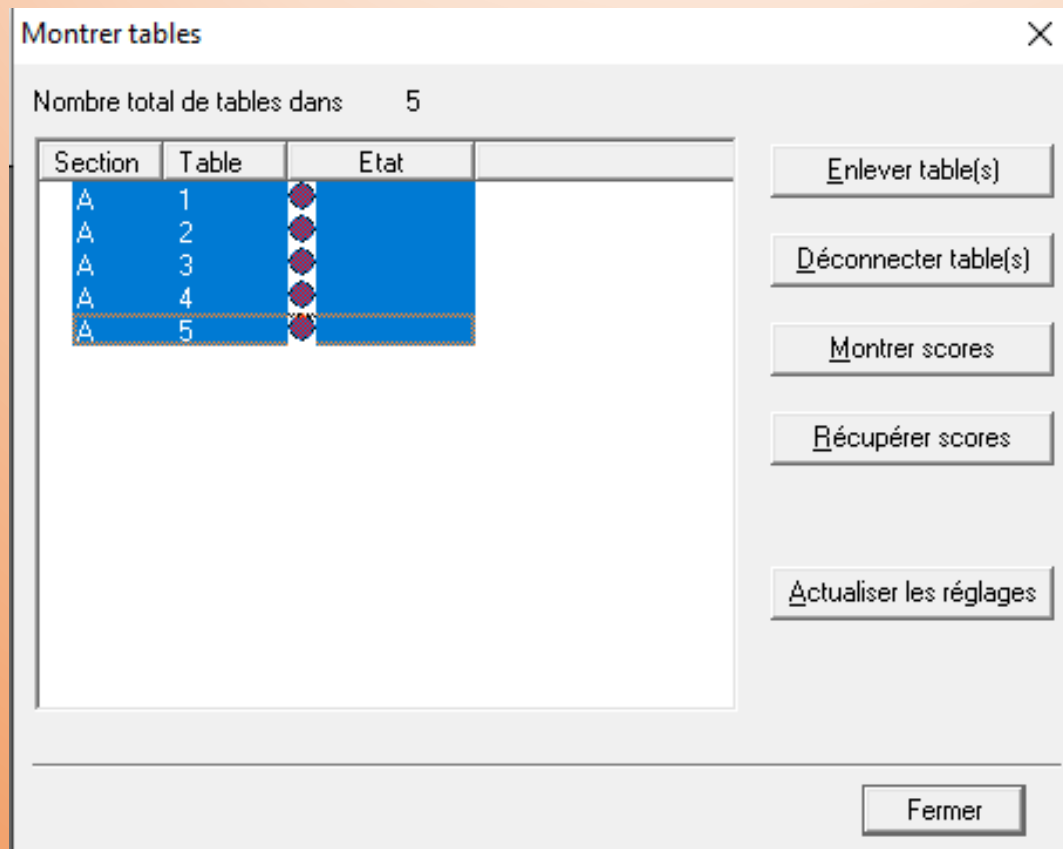 Montrer tables
Nombre total de tables dans 5
Section Table Etat
A 1
A 2
A 3
A 4
A 5
Enlever table(s)
Déconnecter table(s)
Montrer scores
Récupérer scores
Actualiser les réglages
Fermer